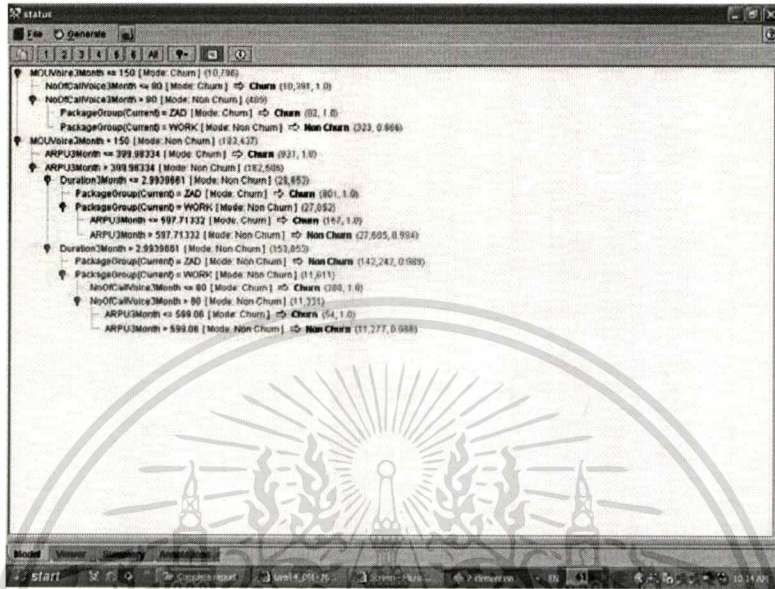 status
File Generate
1 2 3 4 5 6 All
MOUVoice3Month <= 150 [Mode: Churn] (10,796)
NoOfCallVoice3Month <= 80 [Mode: Churn] ⇨ Churn (10,391, 1.0)
NoOfCallVoice3Month > 80 [Mode: Non Churn] (405)
PackageGroup(Current) = ZAD [Mode: Churn] ⇨ Churn (82, 1.0)
PackageGroup(Current) = WORK [Mode: Non Churn] ⇨ Non Churn (323, 0.966)
MOUVoice3Month > 150 [Mode: Non Churn] (183,437)
ARPU3Month <= 399.98334 [Mode: Churn] ⇨ Churn (931, 1.0)
ARPU3Month > 399.98334 [Mode: Non Churn] (182,506)
Duration3Month <= 2.9939661 [Mode: Non Churn] (28,653)
PackageGroup(Current) = ZAD [Mode: Churn] ⇨ Churn (801, 1.0)
PackageGroup(Current) = WORK [Mode: Non Churn] (27,852)
ARPU3Month <= 597.71332 [Mode: Churn] ⇨ Churn (167, 1.0)
ARPU3Month > 597.71332 [Mode: Non Churn] ⇨ Non Churn (27,685, 0.994)
Duration3Month > 2.9939661 [Mode: Non Churn] (153,853)
PackageGroup(Current) = ZAD [Mode: Non Churn] ⇨ Non Churn (142,242, 0.989)
PackageGroup(Current) = WORK [Mode: Non Churn] (11,611)
NoOfCallVoice3Month <= 80 [Mode: Churn] ⇨ Churn (280, 1.0)
NoOfCallVoice3Month > 80 [Mode: Non Churn] (11,331)
ARPU3Month <= 599.06 [Mode: Churn] ⇨ Churn (54, 1.0)
ARPU3Month > 599.06 [Mode: Non Churn] ⇨ Non Churn (11,277, 0.988)
Model Viewer Summary Annotations
start EN 61 10:14 AM